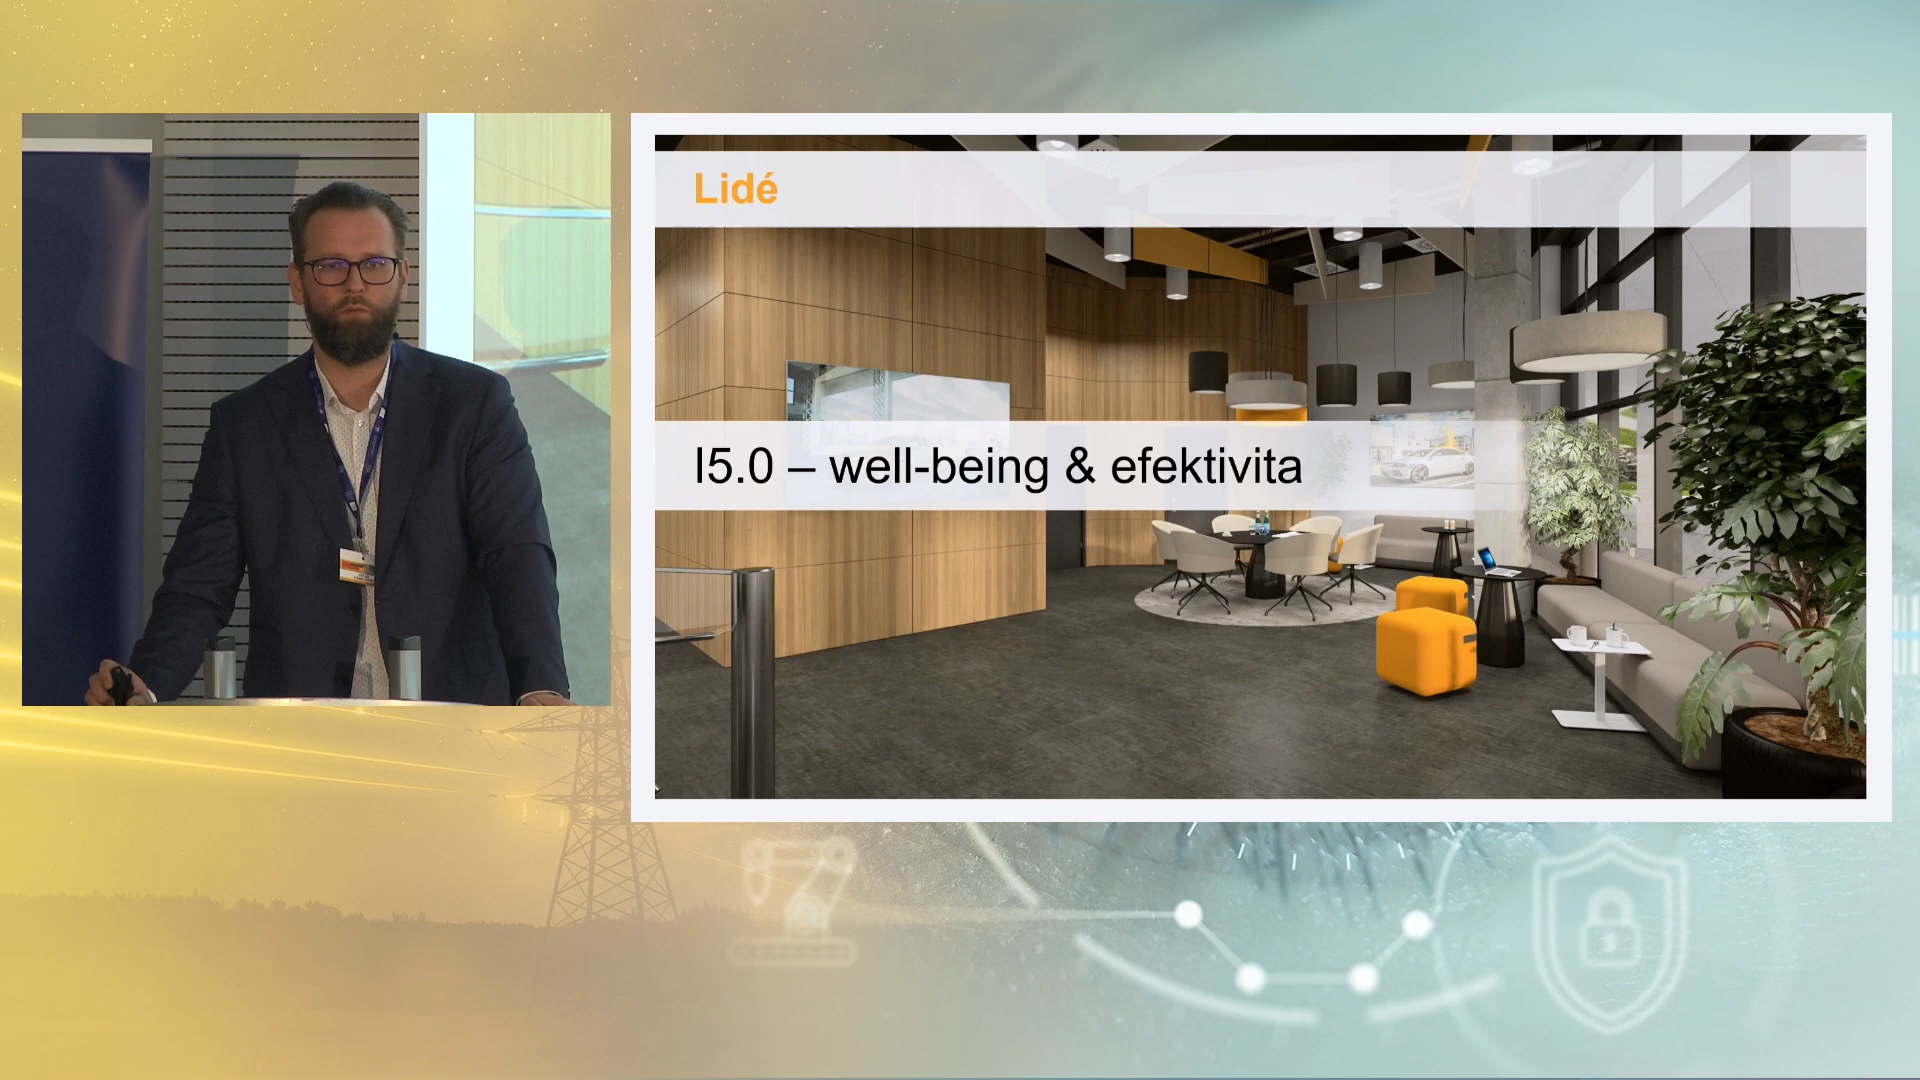 Lidé
I5.0 – well-being & efektivita